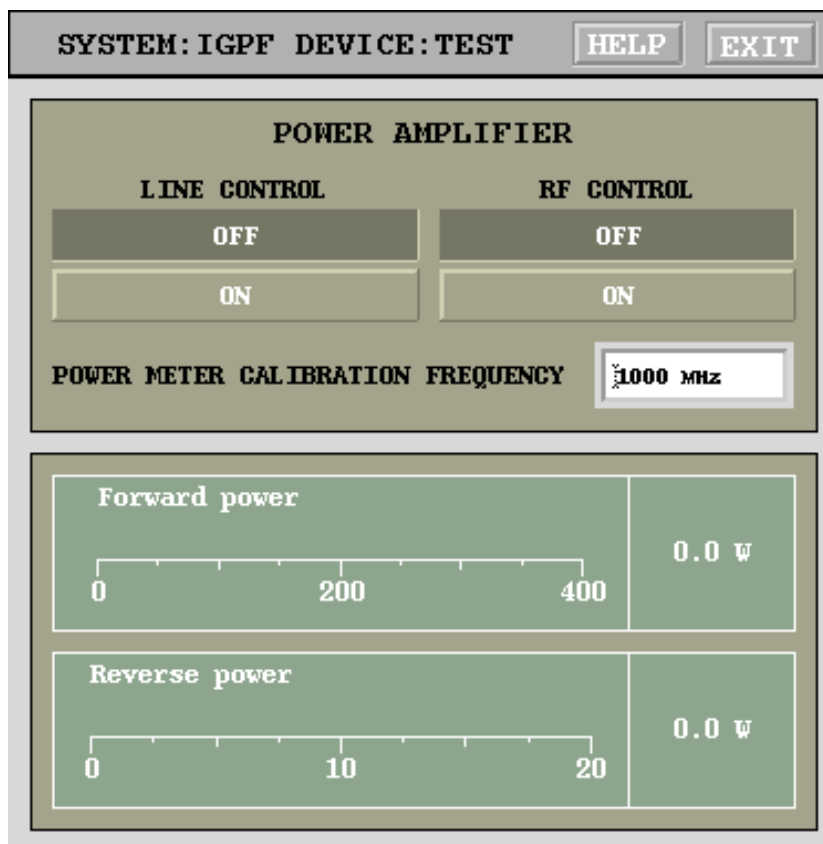 SYSTEM:IGPF DEVICE:TEST HELP EXIT
POWER AMPLIFIER
LINE CONTROL RF CONTROL
OFF OFF
ON ON
POWER METER CALIBRATION FREQUENCY 1000 MHz
Forward power
0.0 W
0 200 400
Reverse power
0.0 W
0 10 20